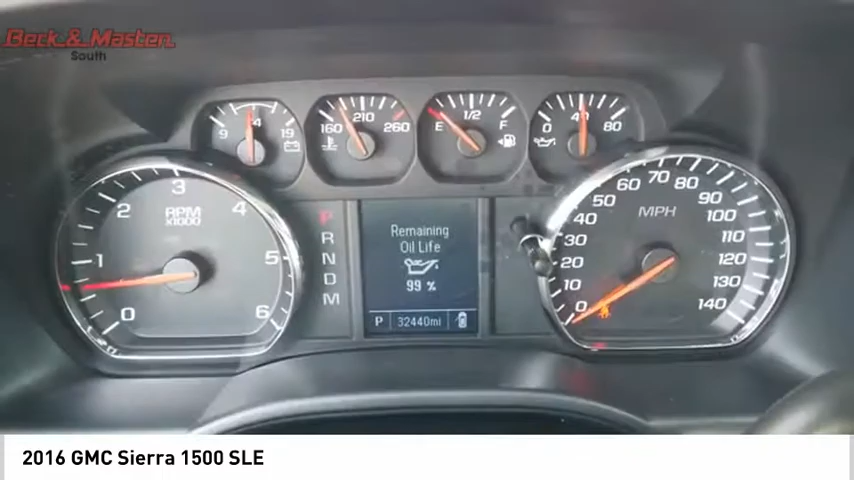 Beck & Masten
South
9 14 19
160 210 260
E 1/2 F
0 40 80
RPM
X1000
0 1 2 3 4 5 6
P
R
N
D
M
Remaining
Oil Life
99 %
P 32440mi
MPH
0 10 20 30 40 50 60 70 80 90 100 110 120 130 140
2016 GMC Sierra 1500 SLE